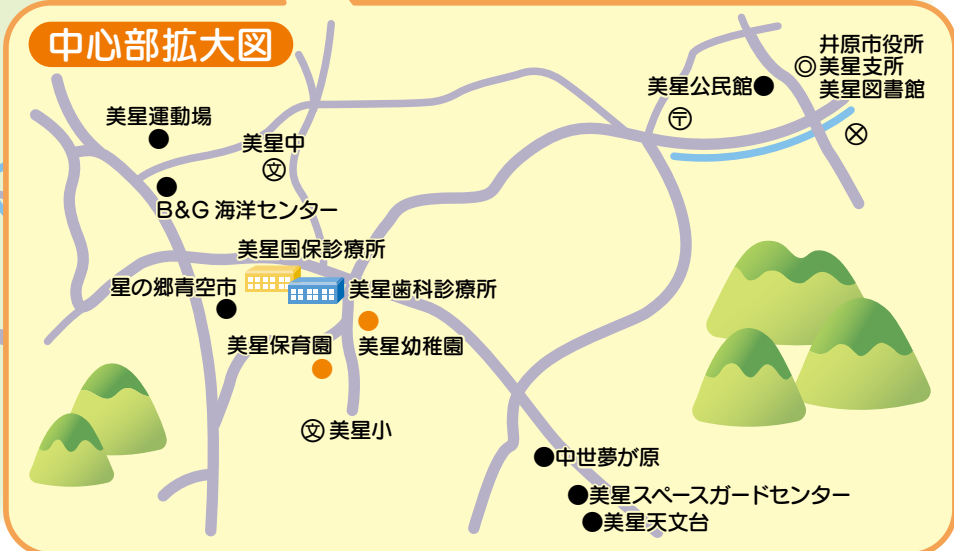 中心部拡大図
井原市役所
美星支所
美星図書館
美星公民館
〒
美星運動場
美星中
文
B&G 海洋センター
美星国保診療所
星の郷青空市
美星歯科診療所
美星保育園
美星幼稚園
文 美星小
中世夢が原
美星スペースガードセンター
美星天文台